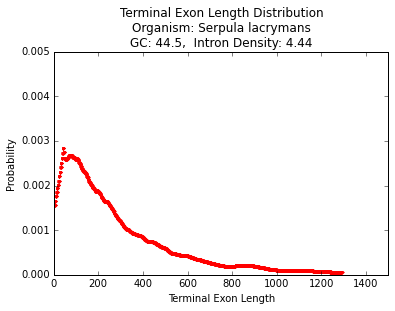 Terminal Exon Length Distribution
Organism: Serpula lacrymans
GC: 44.5,  Intron Density: 4.44
0.005
0.004
0.003
0.002
0.001
0.000
Probability
0 200 400 600 800 1000 1200 1400
Terminal Exon Length